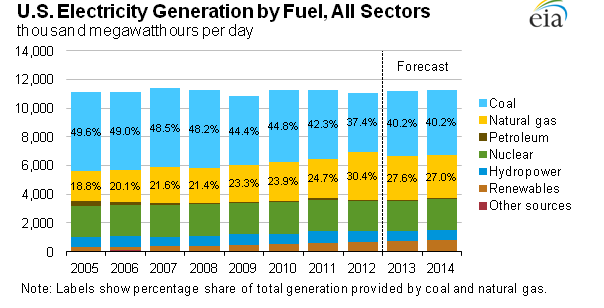 U.S. Electricity Generation by Fuel, All Sectors
thousand megawatthours per day
eia
14,000
12,000
10,000
8,000
6,000
4,000
2,000
0
Forecast
49.6% 49.0% 48.5% 48.2% 44.4% 44.8% 42.3% 37.4% 40.2% 40.2%
18.8% 20.1% 21.6% 21.4% 23.3% 23.9% 24.7% 30.4% 27.6% 27.0%
2005 2006 2007 2008 2009 2010 2011 2012 2013 2014
Coal
Natural gas
Petroleum
Nuclear
Hydropower
Renewables
Other sources
Note: Labels show percentage share of total generation provided by coal and natural gas.